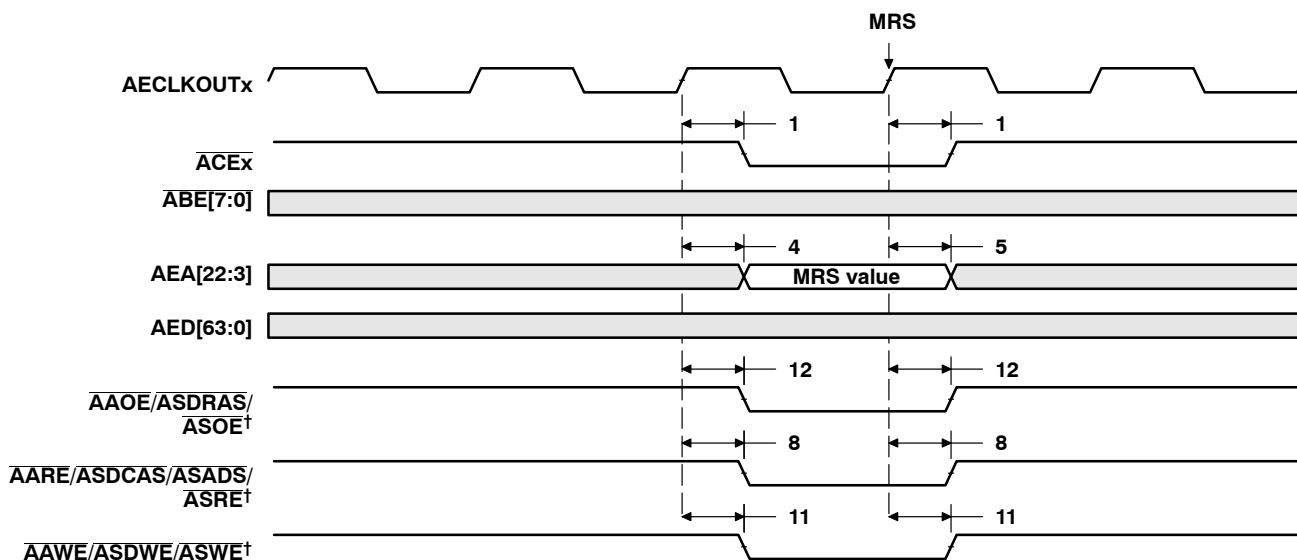 MRS
AECLKOUTx
1 1
ACEx
ABE[7:0]
4 5
AEA[22:3] MRS value
AED[63:0]
12 12
AAOE/ASDRAS/
ASOE†
8 8
AARE/ASDCAS/ASADS/
ASRE†
11 11
AAWE/ASDWE/ASWE†